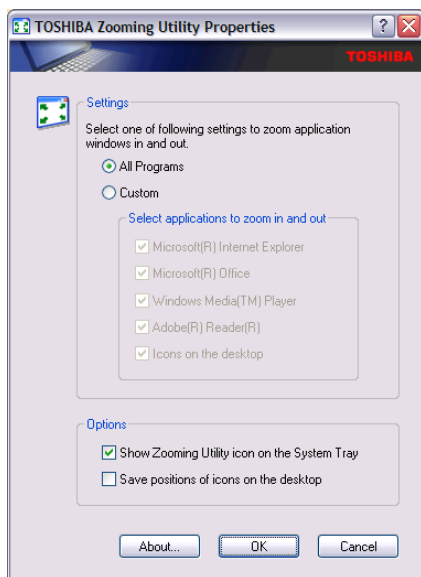 TOSHIBA Zooming Utility Properties
TOSHIBA
Settings
Select one of following settings to zoom application
windows in and out.
All Programs
Custom
Select applications to zoom in and out
Microsoft(R) Internet Explorer
Microsoft(R) Office
Windows Media(TM) Player
Adobe(R) Reader(R)
Icons on the desktop
Options
Show Zooming Utility icon on the System Tray
Save positions of icons on the desktop
About... OK Cancel